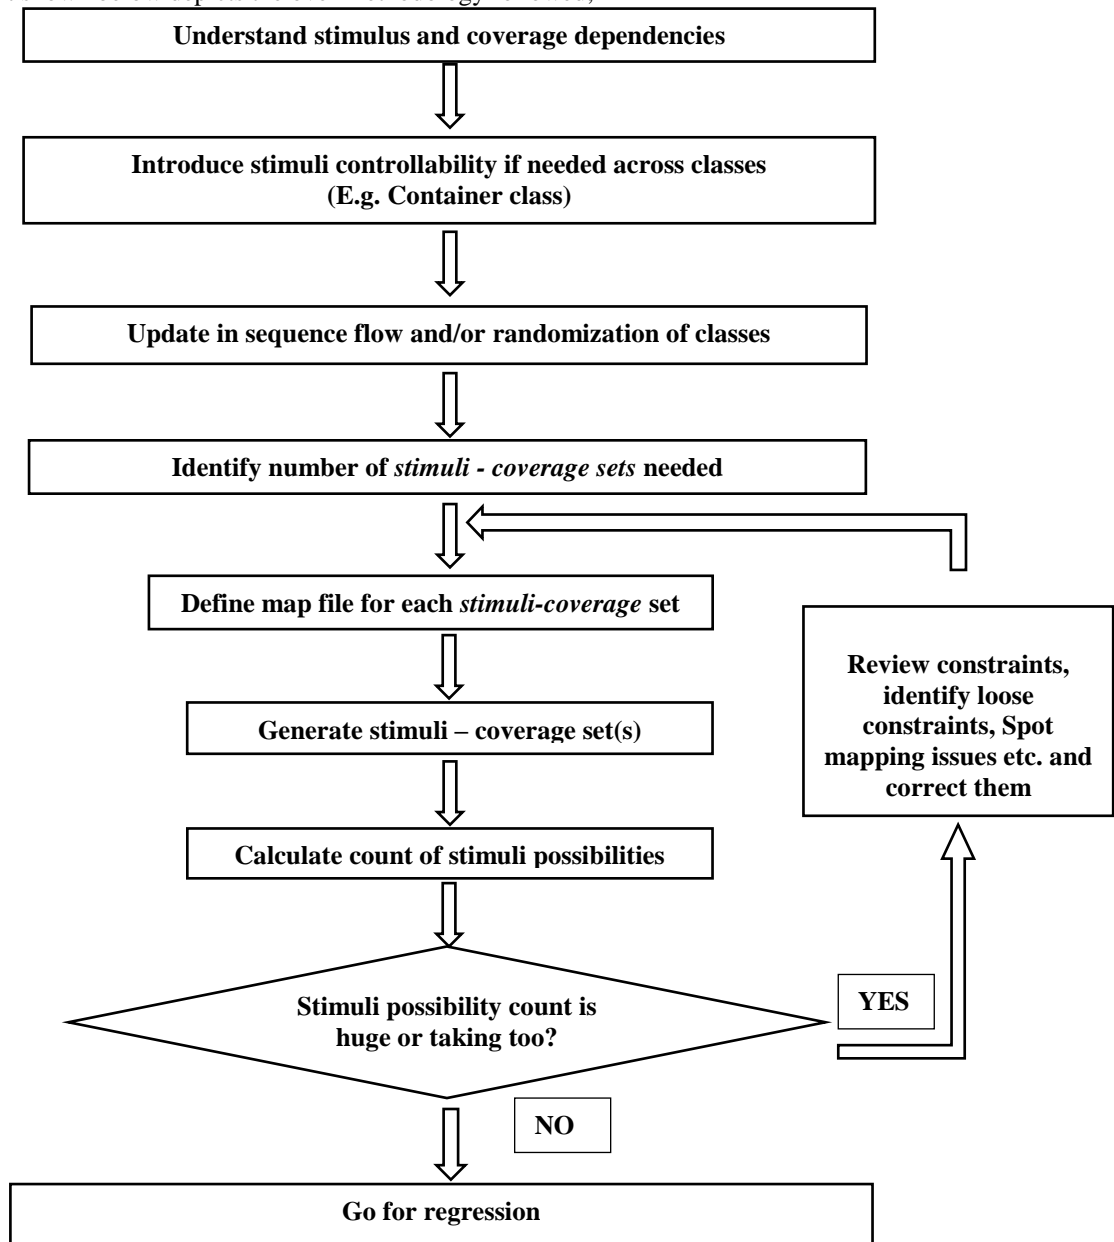 Understand stimulus and coverage dependencies
Introduce stimuli controllability if needed across classes
(E.g. Container class)
Update in sequence flow and/or randomization of classes
Identify number of stimuli - coverage sets needed
Define map file for each stimuli-coverage set
Generate stimuli – coverage set(s)
Calculate count of stimuli possibilities
Stimuli possibility count is
huge or taking too?
YES
Review constraints,
identify loose
constraints, Spot
mapping issues etc. and
correct them
NO
Go for regression